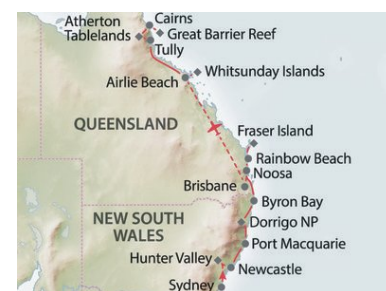 Atherton
Tablelands
Cairns
Great Barrier Reef
Tully
Whitsunday Islands
Airlie Beach
QUEENSLAND
Fraser Island
Rainbow Beach
Noosa
Brisbane
Byron Bay
NEW SOUTH
WALES
Dorrigo NP
Port Macquarie
Hunter Valley
Newcastle
Sydney